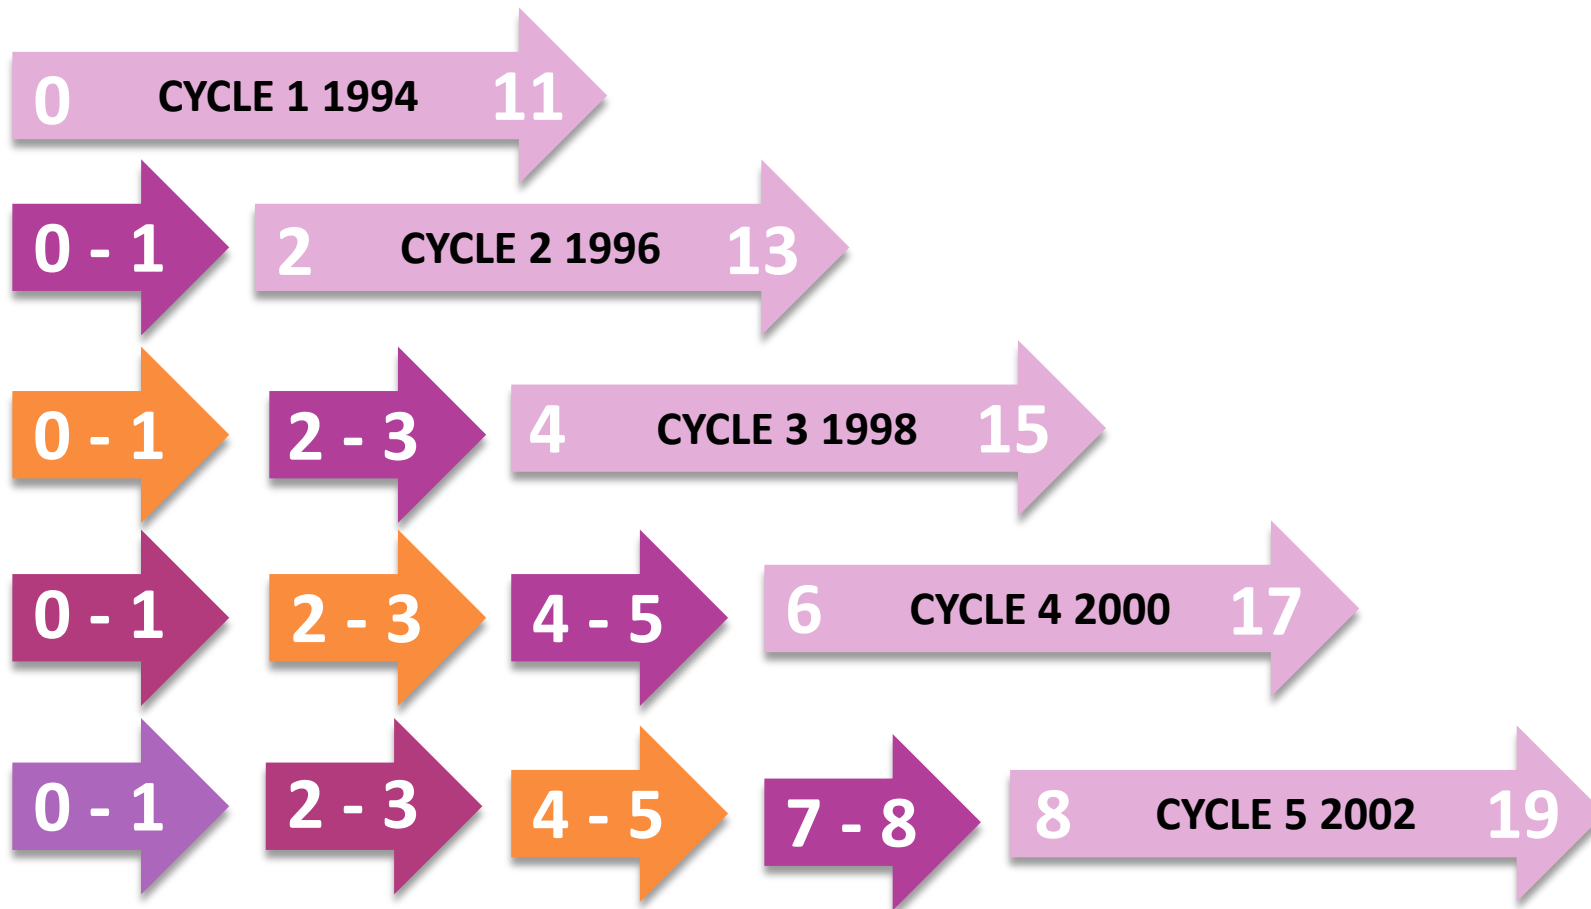 0 CYCLE 1 1994 11
0 - 1 2 CYCLE 2 1996 13
0 - 1 2 - 3 4 CYCLE 3 1998 15
0 - 1 2 - 3 4 - 5 6 CYCLE 4 2000 17
0 - 1 2 - 3 4 - 5 7 - 8 8 CYCLE 5 2002 19